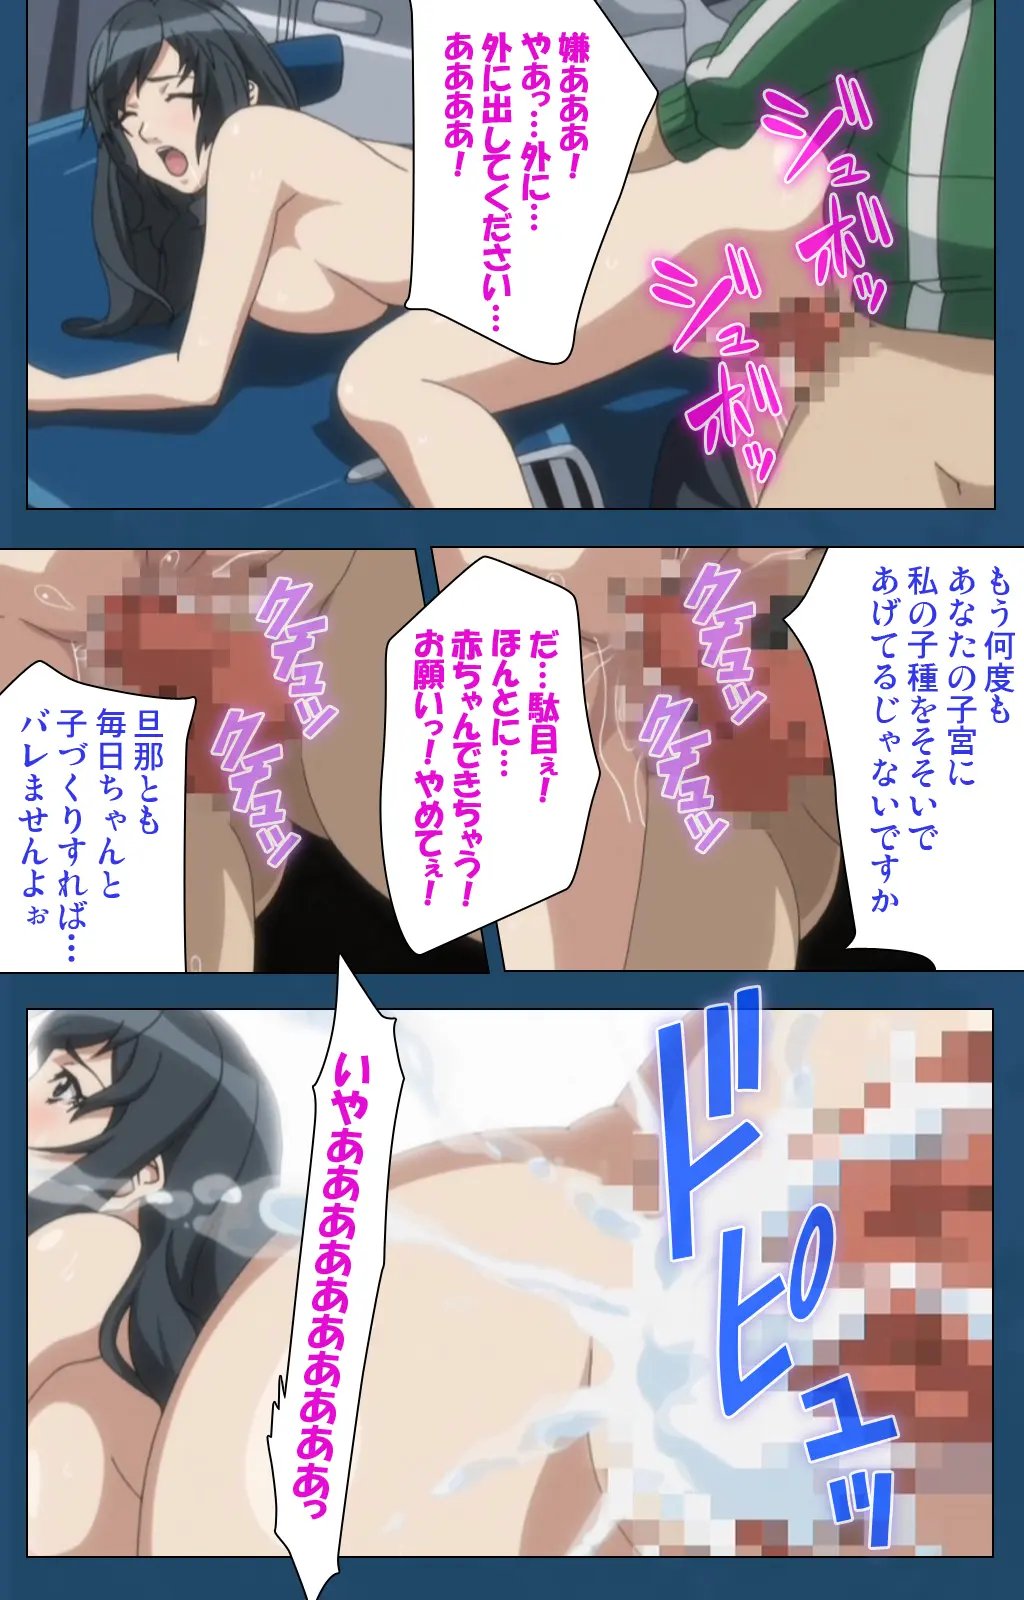 嫌あああ！
やあっ…外に…
外に出してください…
ああああ！
ジュボッ
ジュボッ
もう何度も
あなたの子宮に
私の子種をそそいで
あげてるじゃないですか
クチュッ
クチュッ
だ…駄目ぇ！
ほんとに…
赤ちゃんできちゃう！
お願いっ！やめてぇ！
クチュッ
クチュッ
旦那とも
毎日ちゃんと
子づくりすれば…
バレませんよぉ
ドピュッ
いやああああああああああっ